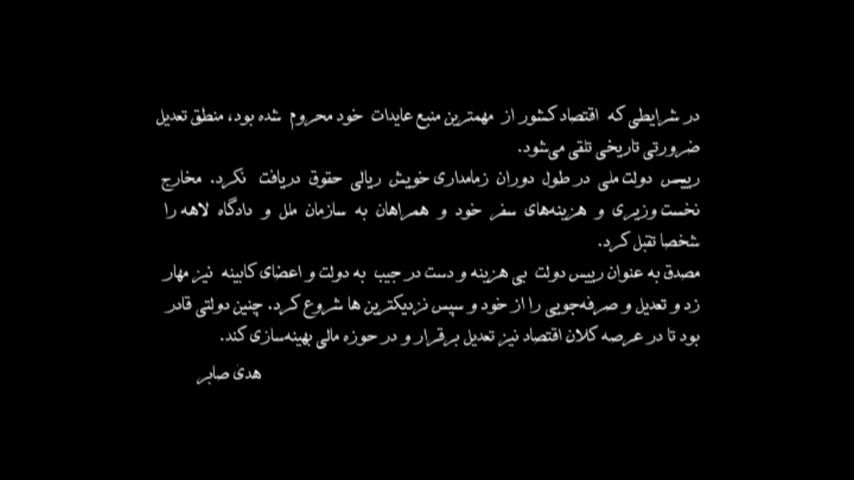 در شرایطی که اقتصاد کشور از مهمترین منبع عایدات خود محروم شده بود، منطق تعدیل
ضرورتی تاریخی تلقی می‌شود.
رییس دولت ملی در طول دوران زمامداری خویش ریالی حقوق دریافت نکرد. مخارج
نخست وزیری و هزینه‌های سفر خود و همراهان به سازمان ملل و دادگاه لاهه را
شخصا تقبل کرد.
مصدق به عنوان رییس دولت بی هزینه و دست در جیب به دولت و اعضای کابینه نیز مهار
زد و تعدیل و صرفه‌جویی را از خود و سپس نزدیکترین ها شروع کرد. چنین دولتی قادر
بود تا در عرصه کلان اقتصاد نیز تعدیل برقرار و در حوزه مالی بهینه‌سازی کند.
هدی صابر